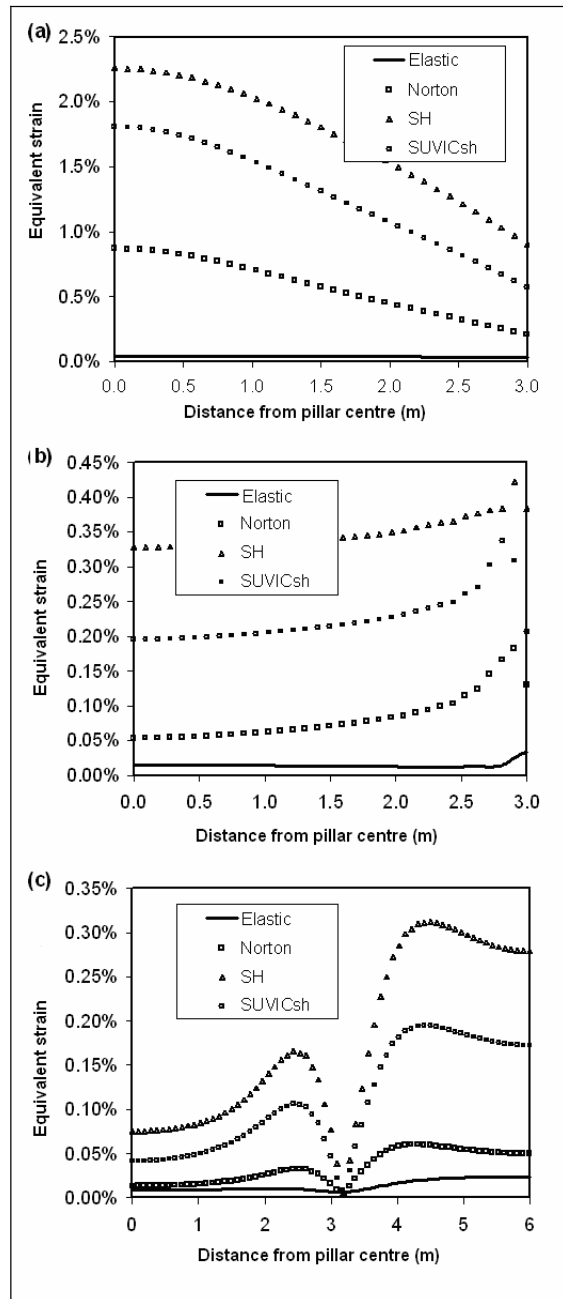 (a)
2.5%
2.0%
1.5%
1.0%
0.5%
0.0%
Equivalent strain
Elastic
Norton
SH
SUVICsh
0.0 0.5 1.0 1.5 2.0 2.5 3.0
Distance from pillar centre (m)
(b)
0.45%
0.40%
0.35%
0.30%
0.25%
0.20%
0.15%
0.10%
0.05%
0.00%
Equivalent strain
Elastic
Norton
SH
SUVICsh
0.0 0.5 1.0 1.5 2.0 2.5 3.0
Distance from pillar centre (m)
(c)
0.35%
0.30%
0.25%
0.20%
0.15%
0.10%
0.05%
0.00%
Equivalent strain
Elastic
Norton
SH
SUVICsh
0 1 2 3 4 5 6
Distance from pillar centre (m)